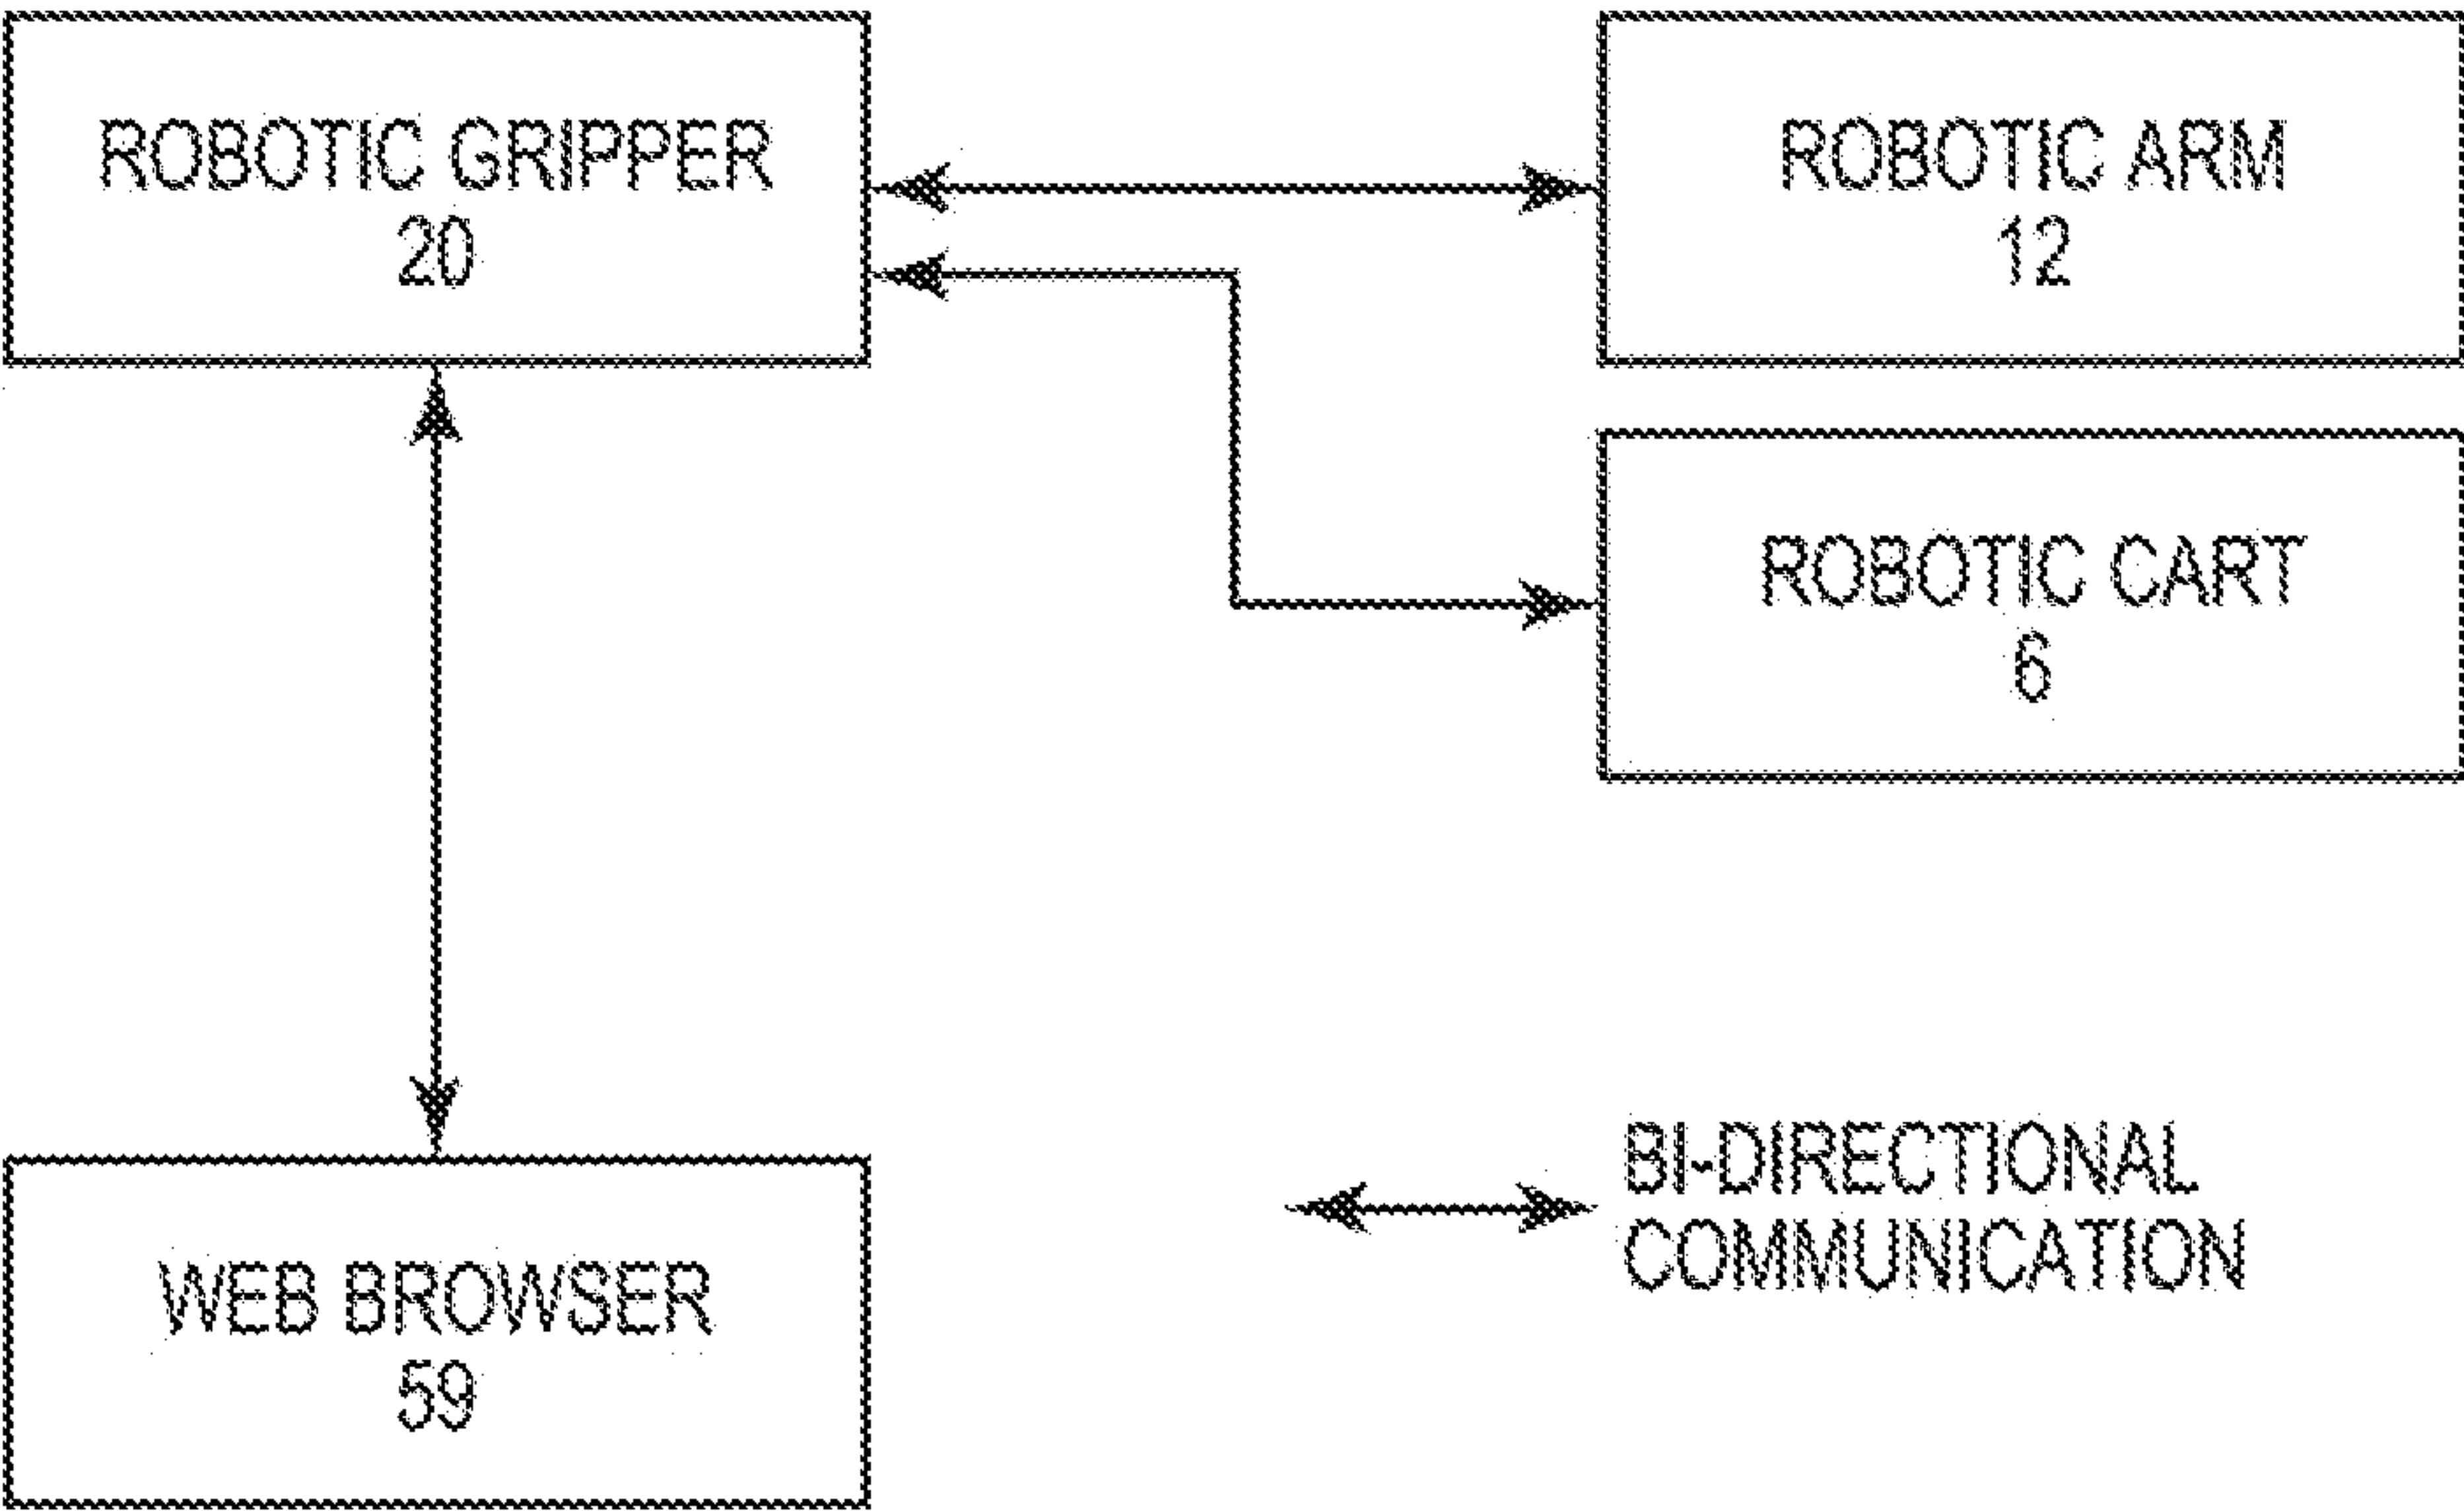 ROBOTIC GRIPPER
20
ROBOTIC ARM
12
ROBOTIC CART
6
WEB BROWSER
59
BI-DIRECTIONAL
COMMUNICATION